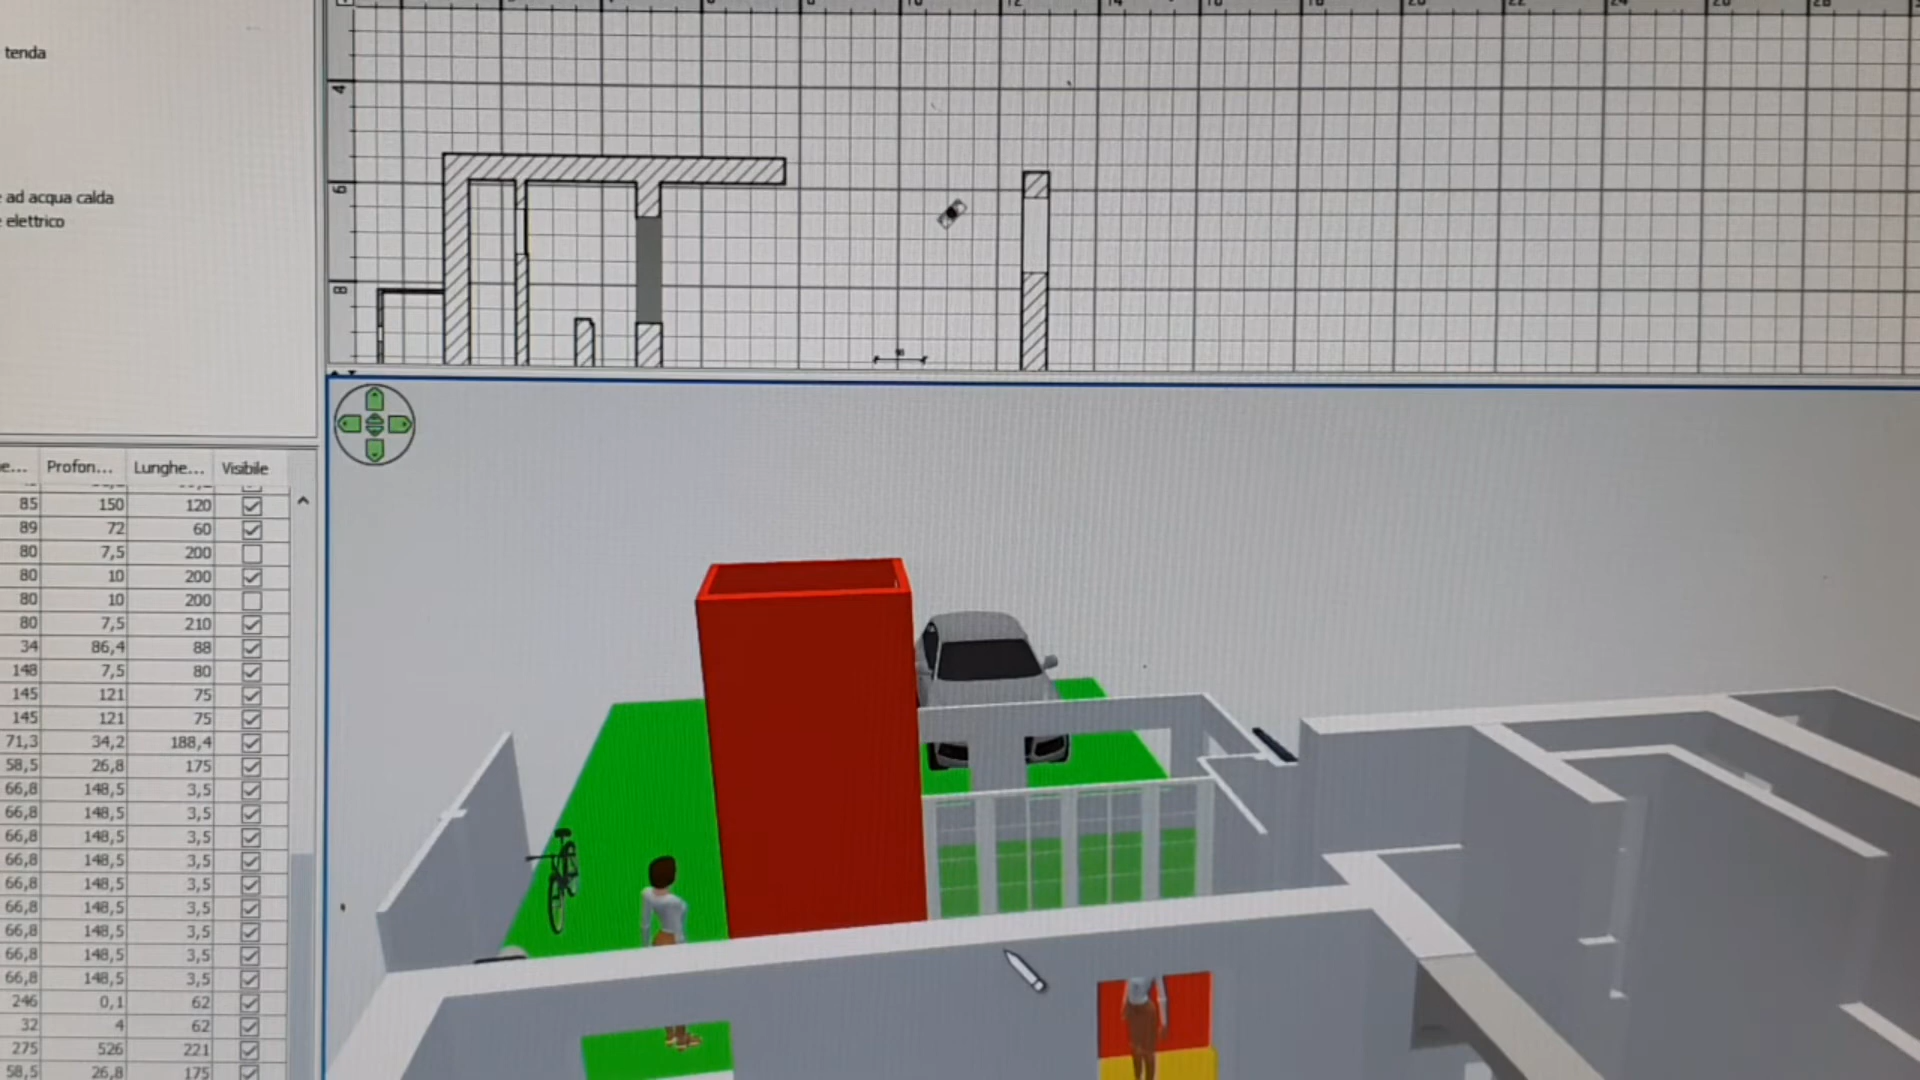 tenda
ad acqua calda
elettrico
4
6
8
e... Profon... Lunghe... Visibile
85 150 120
89 72 60
80 7,5 200
80 10 200
80 10 200
80 7,5 210
34 86,4 88
148 7,5 80
145 121 75
145 121 75
71,3 34,2 188,4
58,5 26,8 175
66,8 148,5 3,5
66,8 148,5 3,5
66,8 148,5 3,5
66,8 148,5 3,5
66,8 148,5 3,5
66,8 148,5 3,5
66,8 148,5 3,5
66,8 148,5 3,5
66,8 148,5 3,5
246 0,1 62
32 4 62
275 526 221
58,5 26,8 175